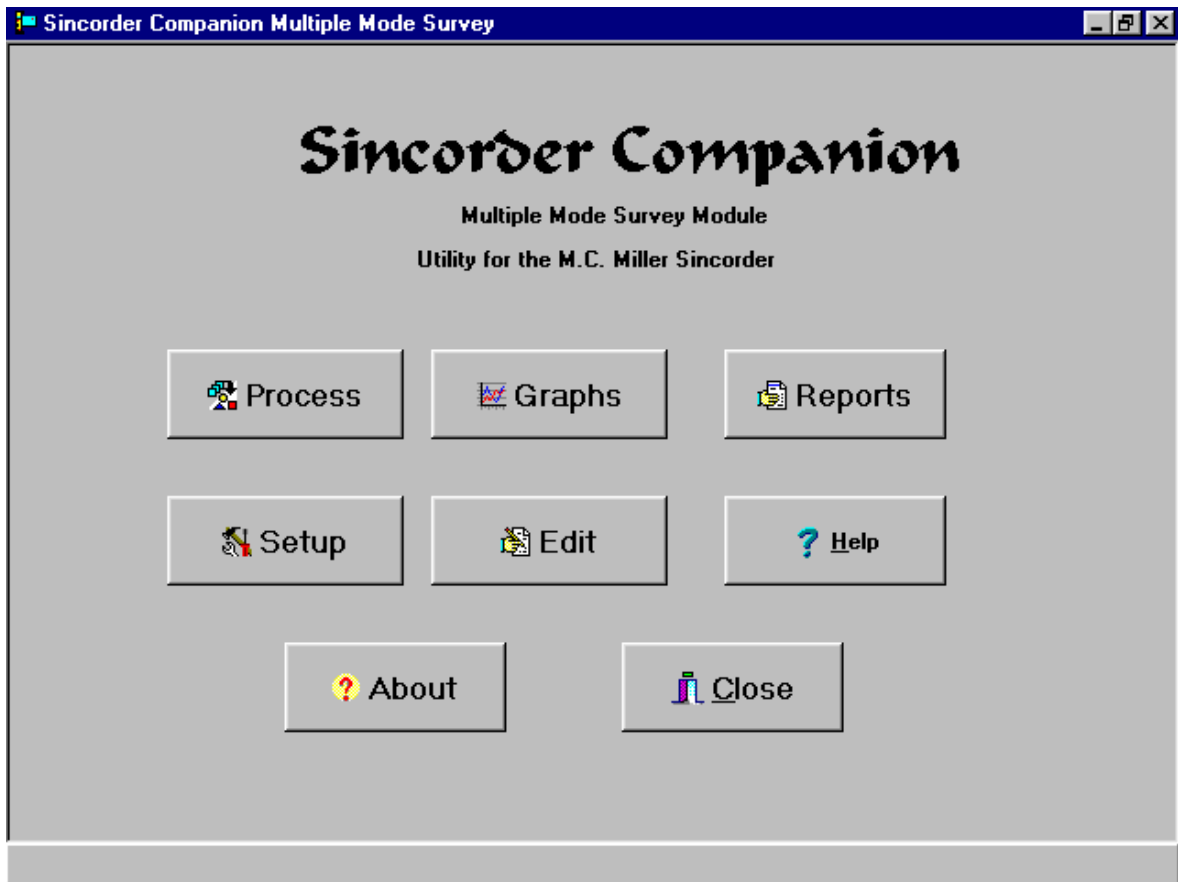 Sincorder Companion Multiple Mode Survey
Sincorder Companion
Multiple Mode Survey Module
Utility for the M.C. Miller Sincorder
Process
Graphs
Reports
Setup
Edit
Help
About
Close